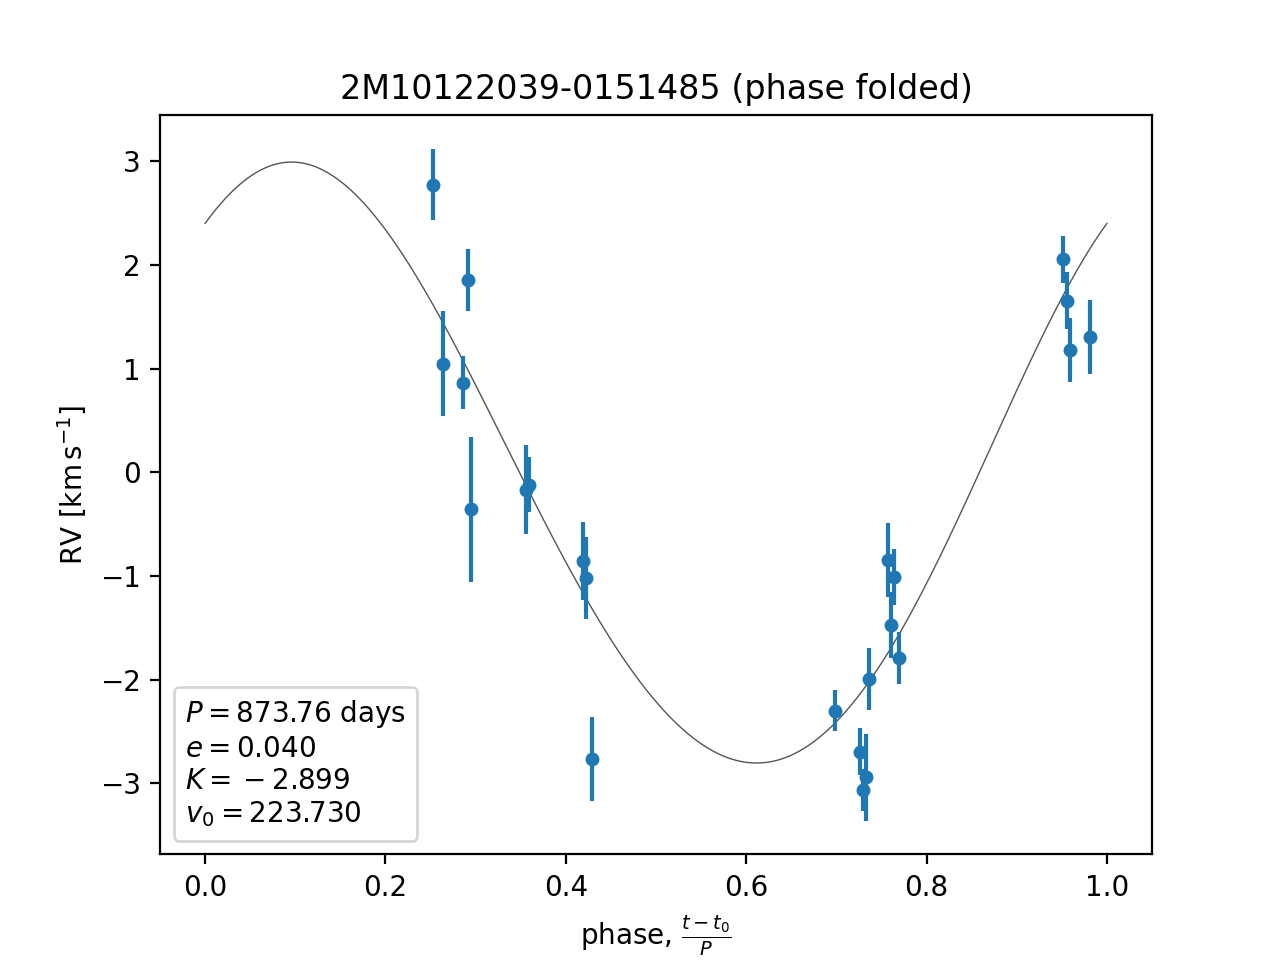 2M10122039-0151485 (phase folded)
RV [km s⁻¹]
3
2
1
0
−1
−2
−3
P = 873.76 days
e = 0.040
K = −2.899
v₀ = 223.730
0.0 0.2 0.4 0.6 0.8 1.0
phase, (t − t₀)/P